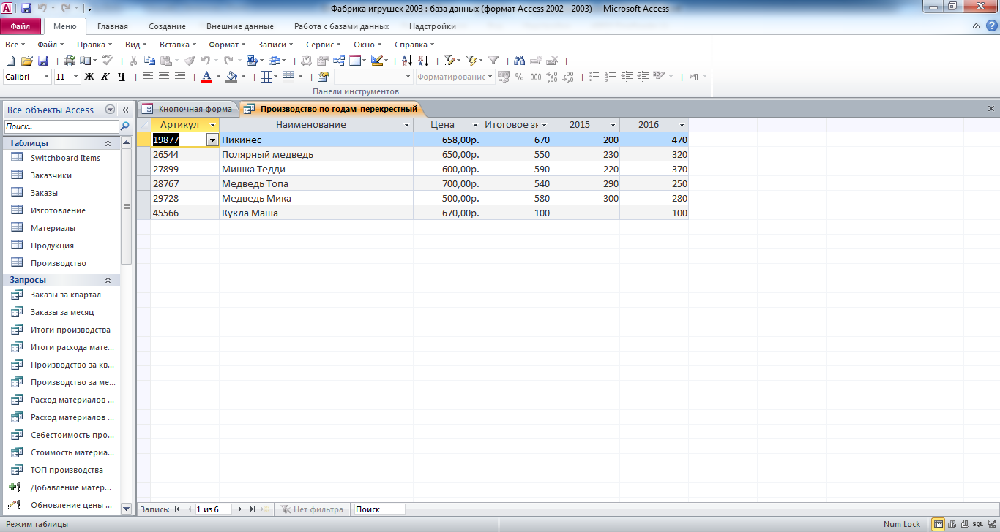 Фабрика игрушек 2003 : база данных (формат Access 2002 - 2003) - Microsoft Access
Файл Меню Главная Создание Внешние данные Работа с базами данных Надстройки
Все Файл Правка Вид Вставка Формат Записи Сервис Окно Справка
Calibri 11 Ж К Ч А Форматирование % 000
Панели инструментов
Все объекты Access
Поиск...
Таблицы
Switchboard Items
Заказчики
Заказы
Изготовление
Материалы
Продукция
Производство
Запросы
Заказы за квартал
Заказы за месяц
Итоги производства
Итоги расхода мате...
Производство за кв...
Производство за ме...
Расход материалов ...
Расход материалов ...
Себестоимость про...
Стоимость материа...
ТОП производства
Добавление матер...
Обновление цены ...
Кнопочная форма Производство по годам_перекрестный
Артикул Наименование Цена Итоговое зн 2015 2016
19877 Пикинес 658,00р. 670 200 470
26544 Полярный медведь 650,00р. 550 230 320
27899 Мишка Тедди 600,00р. 590 220 370
28767 Медведь Топа 700,00р. 540 290 250
29728 Медведь Мика 500,00р. 580 300 280
45566 Кукла Маша 670,00р. 100 100
Запись: 1 из 6 Нет фильтра Поиск
Режим таблицы Num Lock SQL